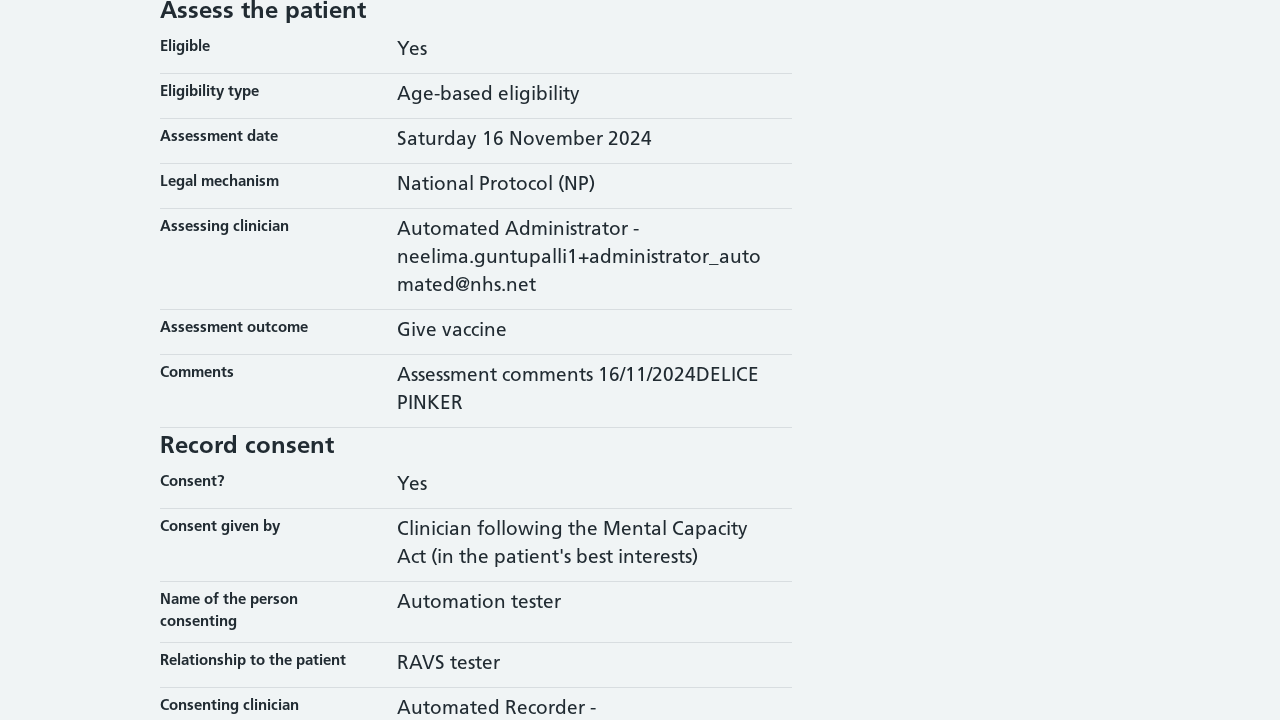 Assess the patient
Eligible
Yes
Eligibility type
Age-based eligibility
Assessment date
Saturday 16 November 2024
Legal mechanism
National Protocol (NP)
Assessing clinician
Automated Administrator -
neelima.guntupalli1+administrator_auto
mated@nhs.net
Assessment outcome
Give vaccine
Comments
Assessment comments 16/11/2024DELICE
PINKER
Record consent
Consent?
Yes
Consent given by
Clinician following the Mental Capacity
Act (in the patient's best interests)
Name of the person
consenting
Automation tester
Relationship to the patient
RAVS tester
Consenting clinician
Automated Recorder -